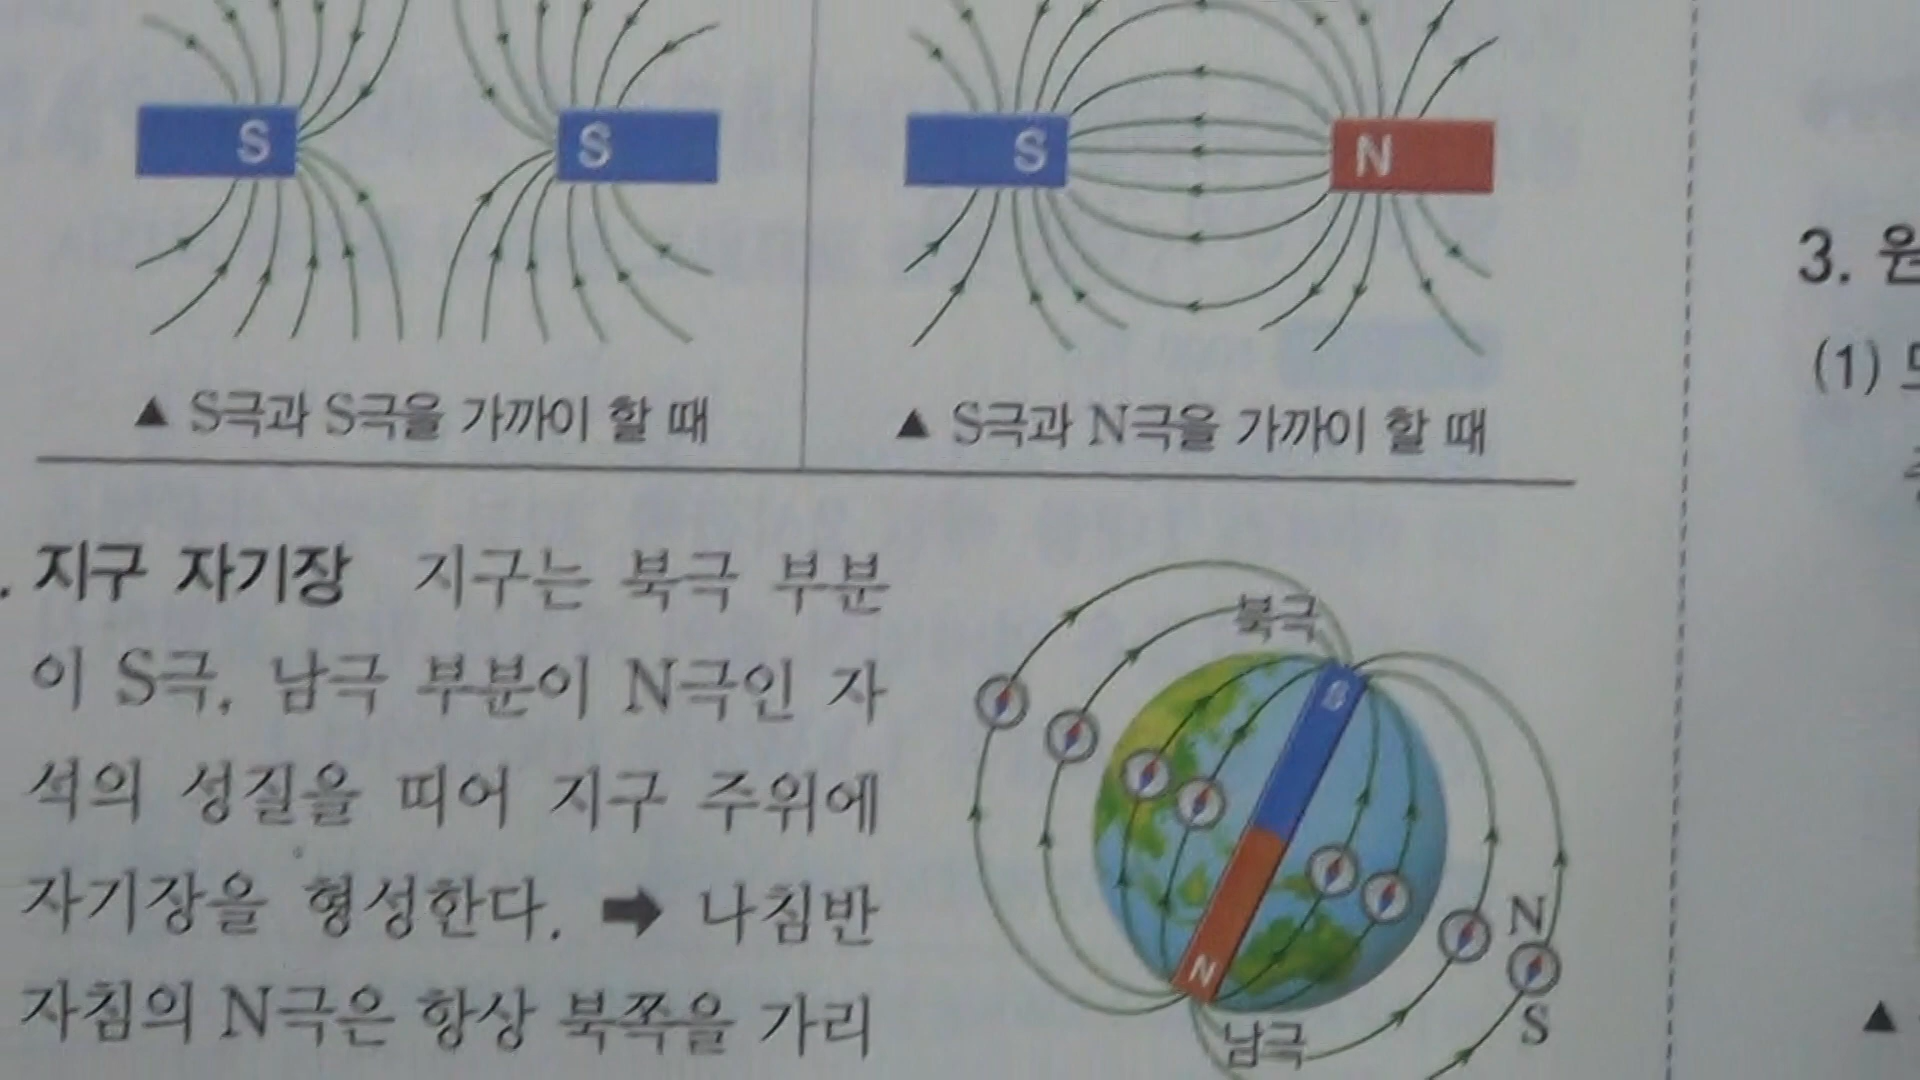 S S
S N
▲ S극과 S극을 가까이 할 때
▲ S극과 N극을 가까이 할 때
. 지구 자기장 지구는 북극 부분
이 S극, 남극 부분이 N극인 자
석의 성질을 띠어 지구 주위에
자기장을 형성한다. ➡ 나침반
자침의 N극은 항상 북쪽을 가리
북극
S
N
N
S
남극
3.
(1)
▲